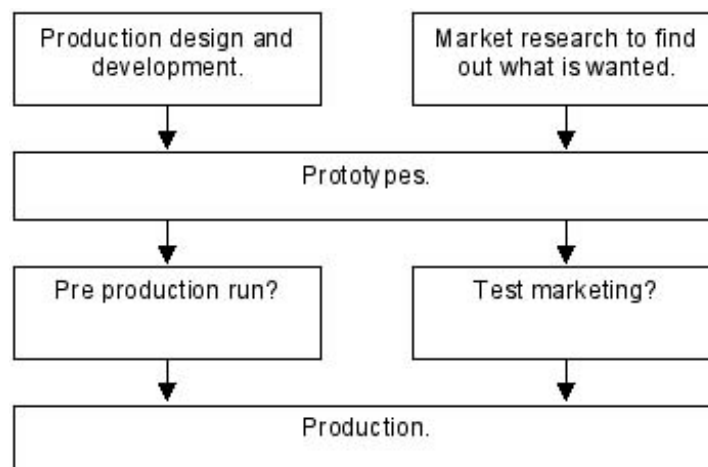 Production design and
development.
Market research to find
out what is wanted.
Prototypes.
Pre production run?
Test marketing?
Production.